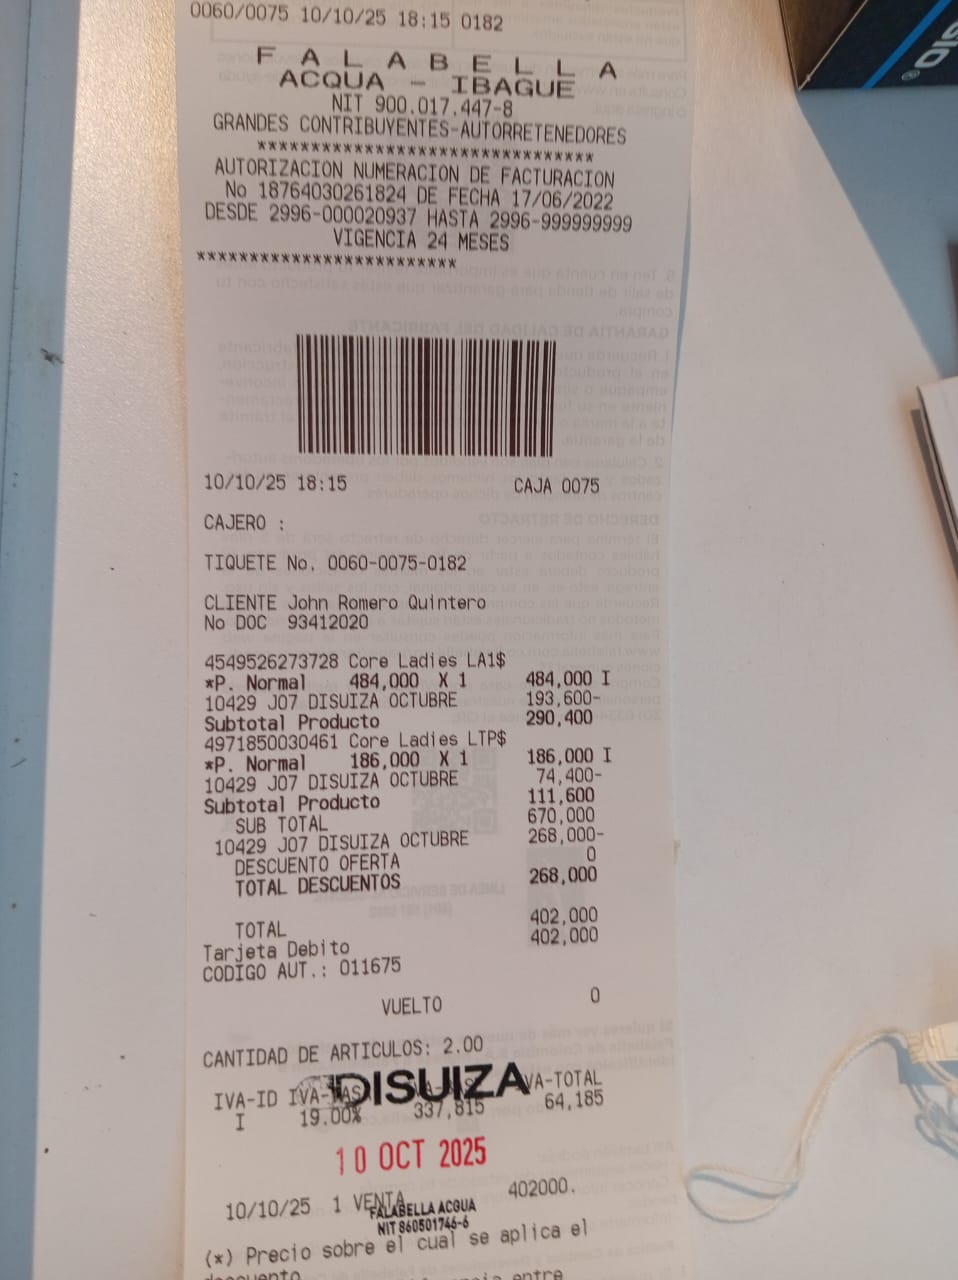 0060/0075 10/10/25 18:15 0182
F A L A B E L L A
ACQUA - IBAGUE
NIT 900.017.447-8
GRANDES CONTRIBUYENTES-AUTORRETENEDORES
*******************************
AUTORIZACION NUMERACION DE FACTURACION
No 18764030261824 DE FECHA 17/06/2022
DESDE 2996-000020937 HASTA 2996-999999999
VIGENCIA 24 MESES
************************
10/10/25 18:15 CAJA 0075
CAJERO :
TIQUETE No. 0060-0075-0182
CLIENTE John Romero Quintero
No DOC 93412020
4549526273728 Core Ladies LA1$
*P. Normal 484,000 X 1 484,000 I
10429 J07 DISUIZA OCTUBRE 193,600-
Subtotal Producto 290,400
4971850030461 Core Ladies LTP$
*P. Normal 186,000 X 1 186,000 I
10429 J07 DISUIZA OCTUBRE 74,400-
Subtotal Producto 111,600
SUB TOTAL 670,000
10429 J07 DISUIZA OCTUBRE 268,000-
DESCUENTO OFERTA 0
TOTAL DESCUENTOS 268,000
TOTAL 402,000
Tarjeta Debito 402,000
CODIGO AUT.: 011675
VUELTO 0
CANTIDAD DE ARTICULOS: 2.00
DISUIZA
IVA-ID IVA-TOTAL
I 19.00% 337,815 64,185
10 OCT 2025
10/10/25 1 VENTA 402000.
FALABELLA ACQUA
NIT 860501746-6
(*) Precio sobre el cual se aplica el
entre